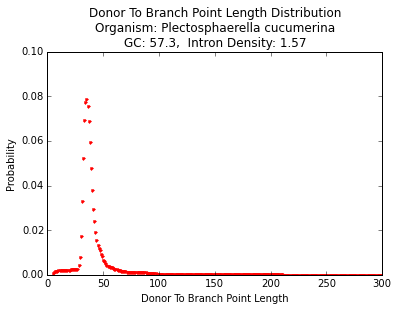 Donor To Branch Point Length Distribution
Organism: Plectosphaerella cucumerina
GC: 57.3,  Intron Density: 1.57
0.10
0.08
0.06
0.04
0.02
0.00
Probability
0 50 100 150 200 250 300
Donor To Branch Point Length